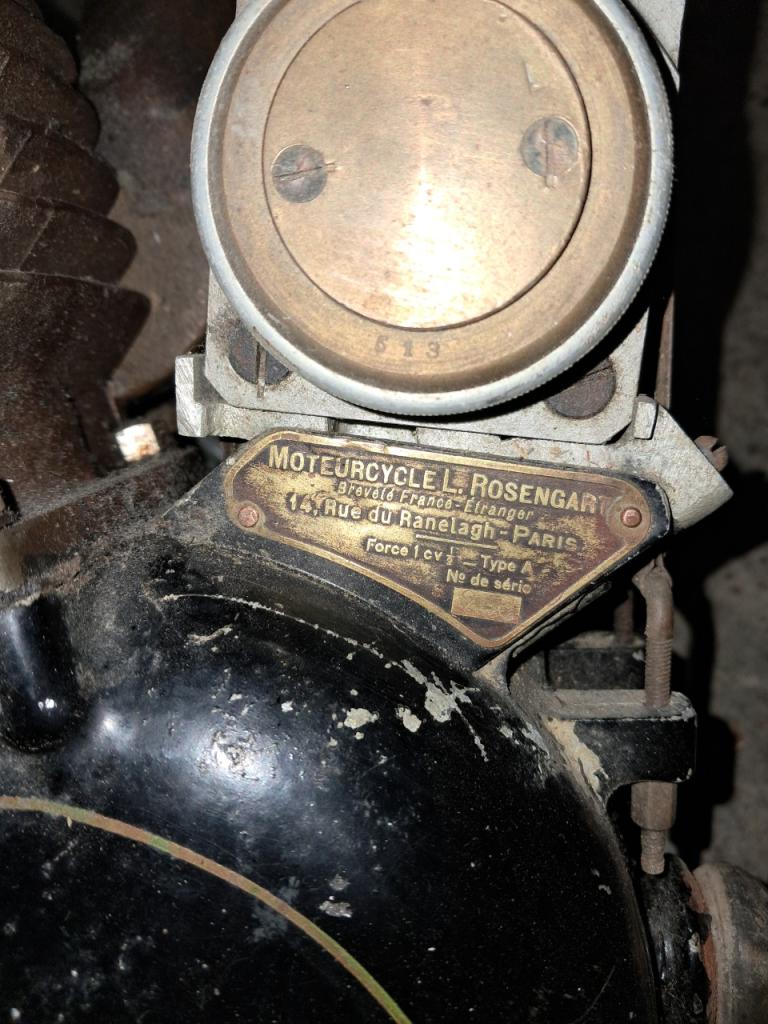 513
MOTEURCYCLE L. ROSENGART
Breveté France-Étranger
14, Rue du Ranelagh - PARIS
Force 1 cv ½ - Type A
Nº de série